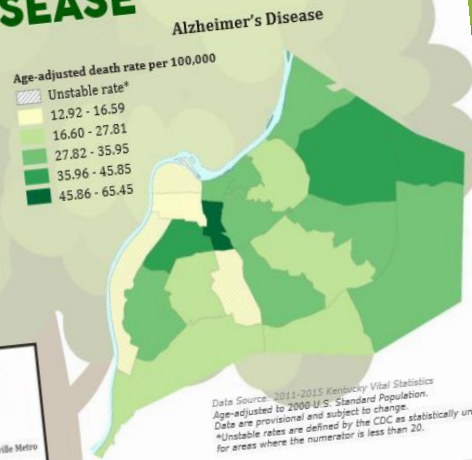 SEASE
Alzheimer's Disease
Age-adjusted death rate per 100,000
Unstable rate*
12.92 - 16.59
16.60 - 27.81
27.82 - 35.95
35.96 - 45.85
45.86 - 65.45
Data Source: 2011-2015 Kentucky Vital Statistics
Age-adjusted to 2000 U.S. Standard Population.
Data are provisional and subject to change.
*Unstable rates are defined by the CDC as statistically un
for areas where the numerator is less than 20.
ville Metro